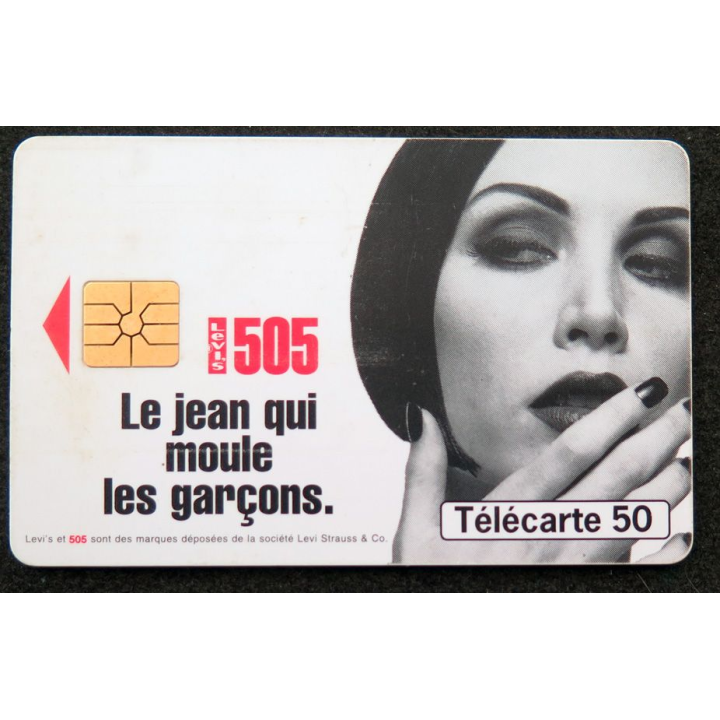 Levi's 505
Le jean qui
moule
les garçons.
Télécarte 50
Levi's et 505 sont des marques déposées de la société Levi Strauss & Co.